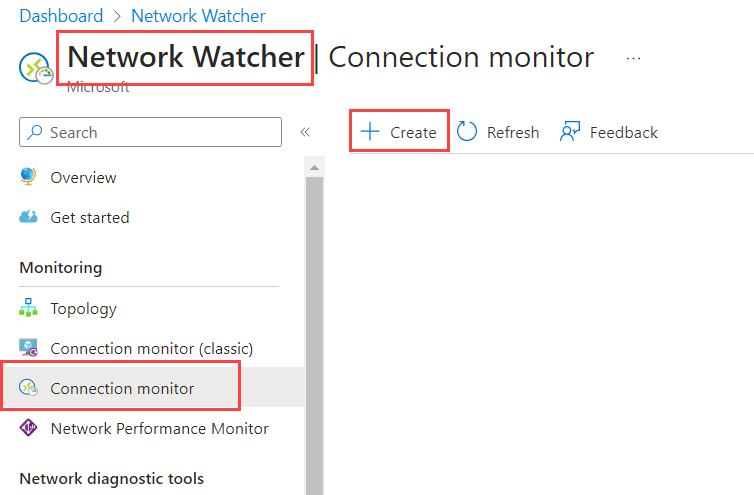 Dashboard > Network Watcher
Network Watcher | Connection monitor ...
Microsoft
Search «
Create Refresh Feedback
Overview
Get started
Monitoring
Topology
Connection monitor (classic)
Connection monitor
Network Performance Monitor
Network diagnostic tools